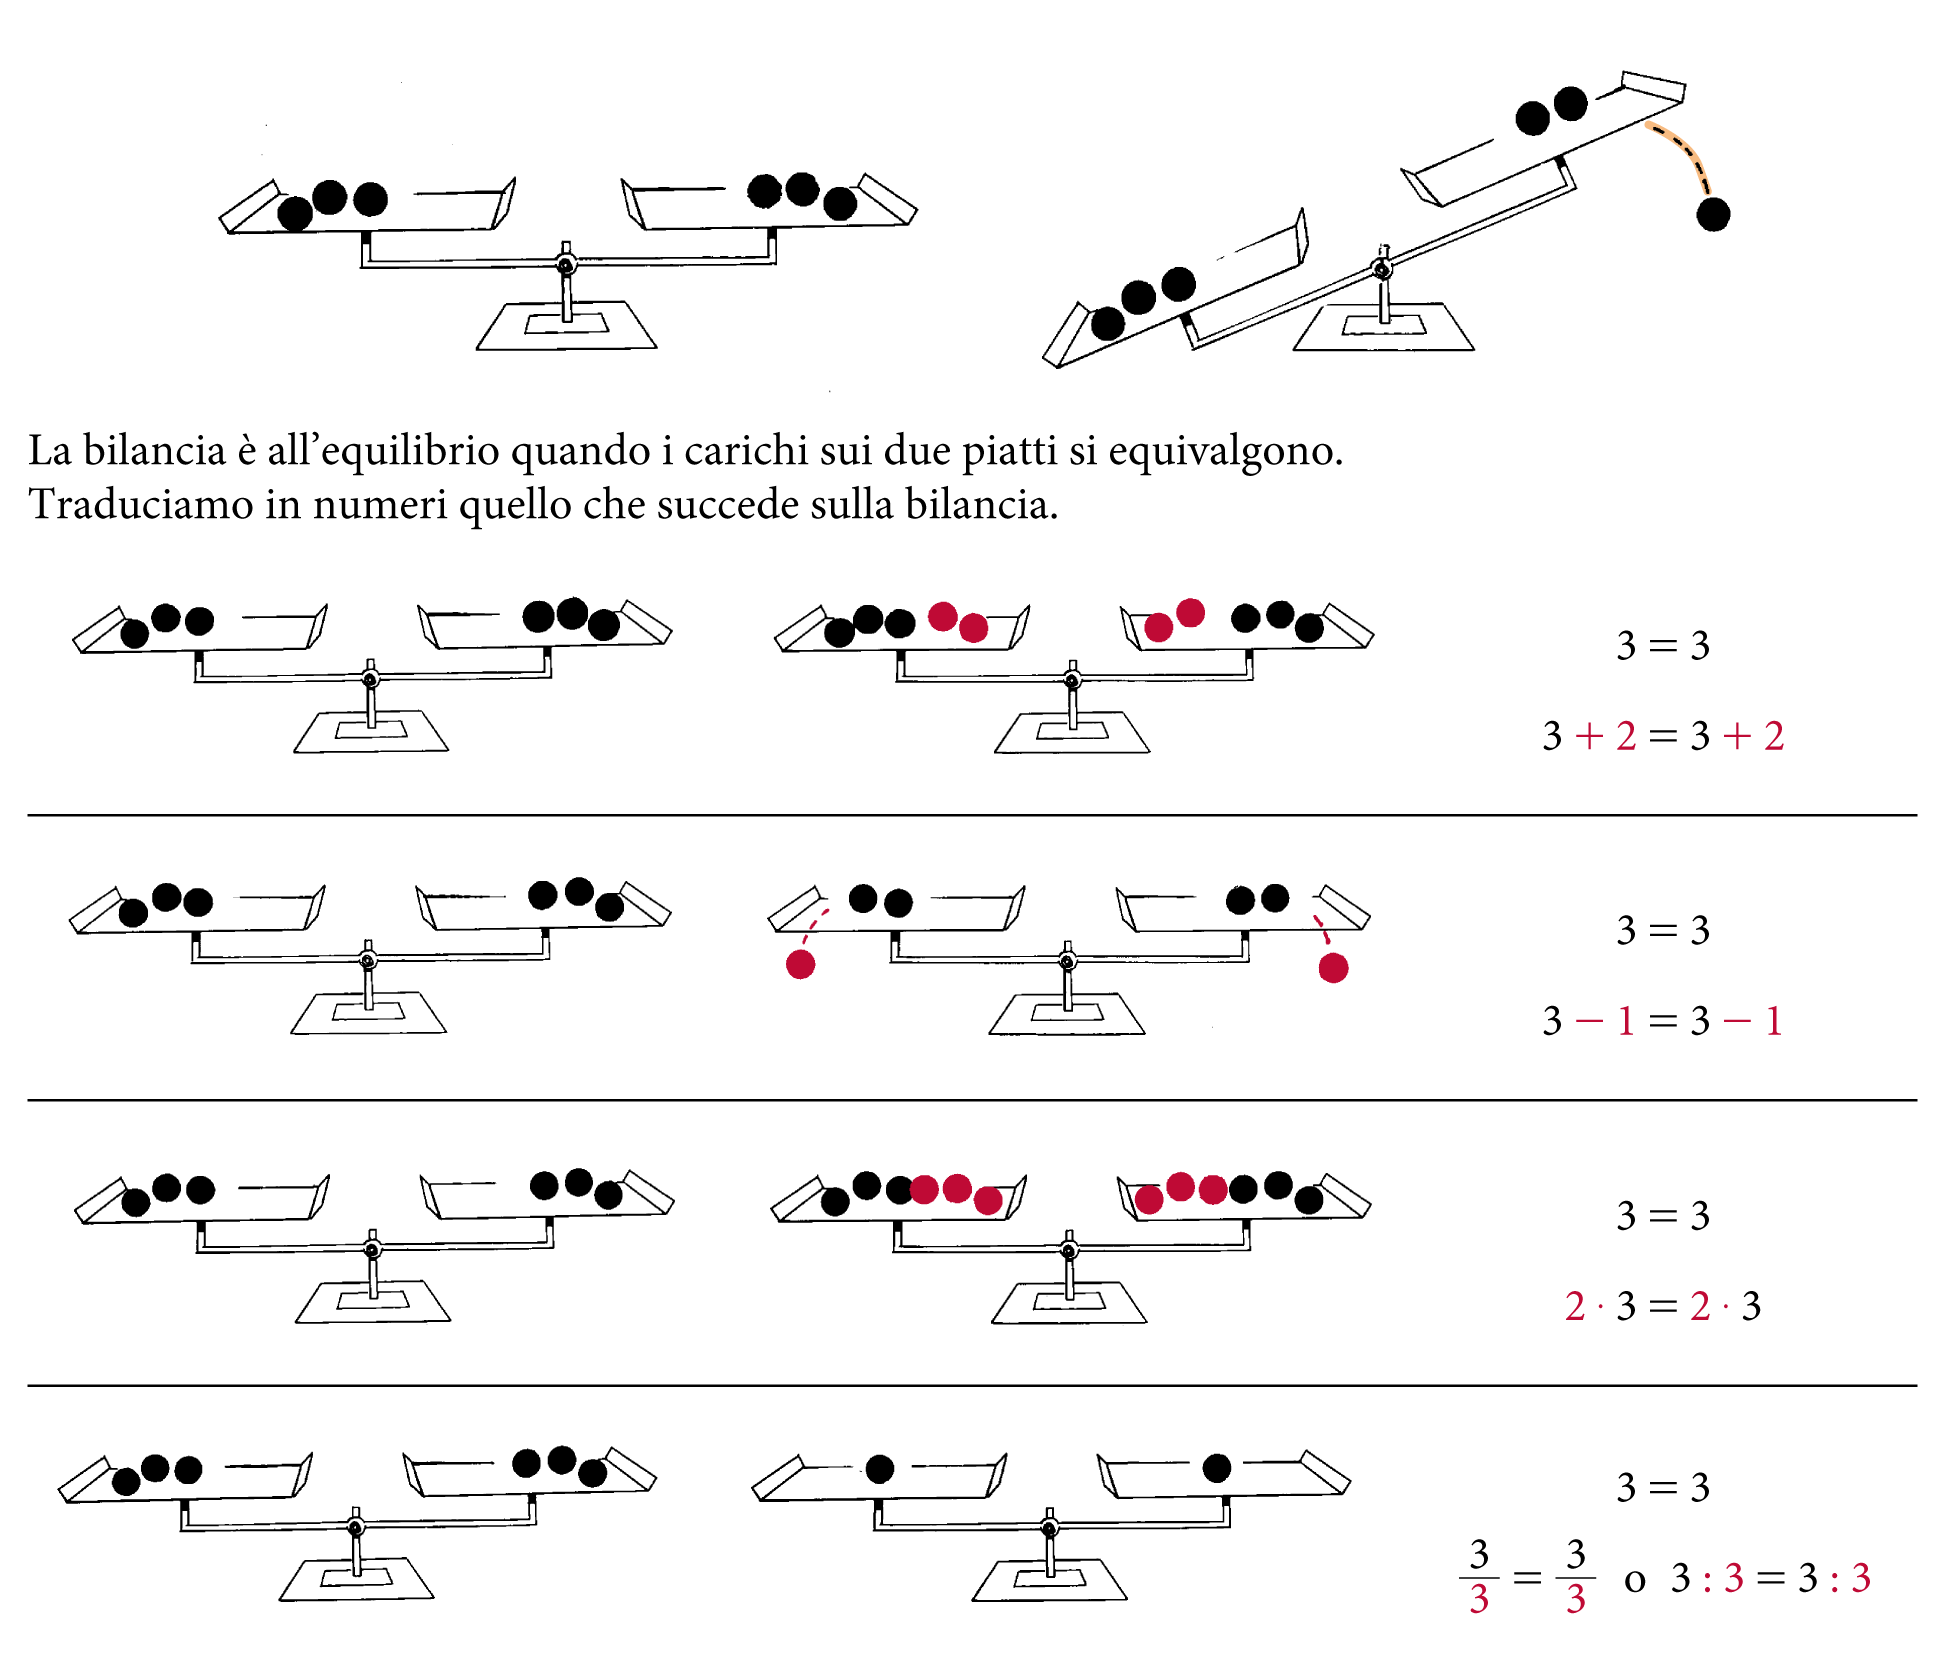 La bilancia è all’equilibrio quando i carichi sui due piatti si equivalgono.
Traduciamo in numeri quello che succede sulla bilancia.
3 = 3
3 + 2 = 3 + 2
3 = 3
3 − 1 = 3 − 1
3 = 3
2 · 3 = 2 · 3
3 = 3
3/3 = 3/3 o 3 : 3 = 3 : 3